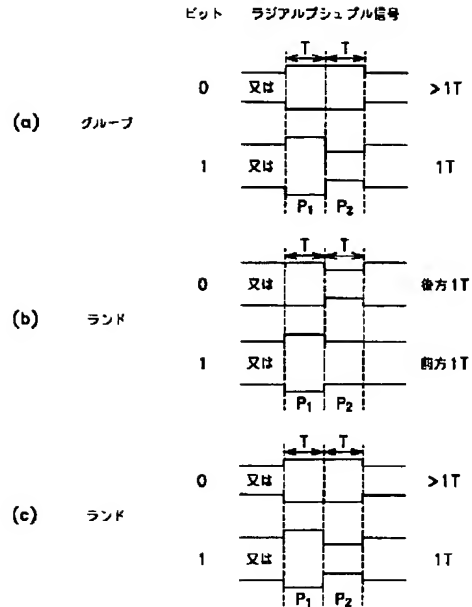 ビット ラジアルプシュプル信号
T T
0 又は >1T
(a) グルーブ
1 又は 1T
P1 P2
T T
0 又は 後方1T
(b) ランド
1 又は 前方1T
P1 P2
T T
0 又は >1T
(c) ランド
1 又は 1T
P1 P2